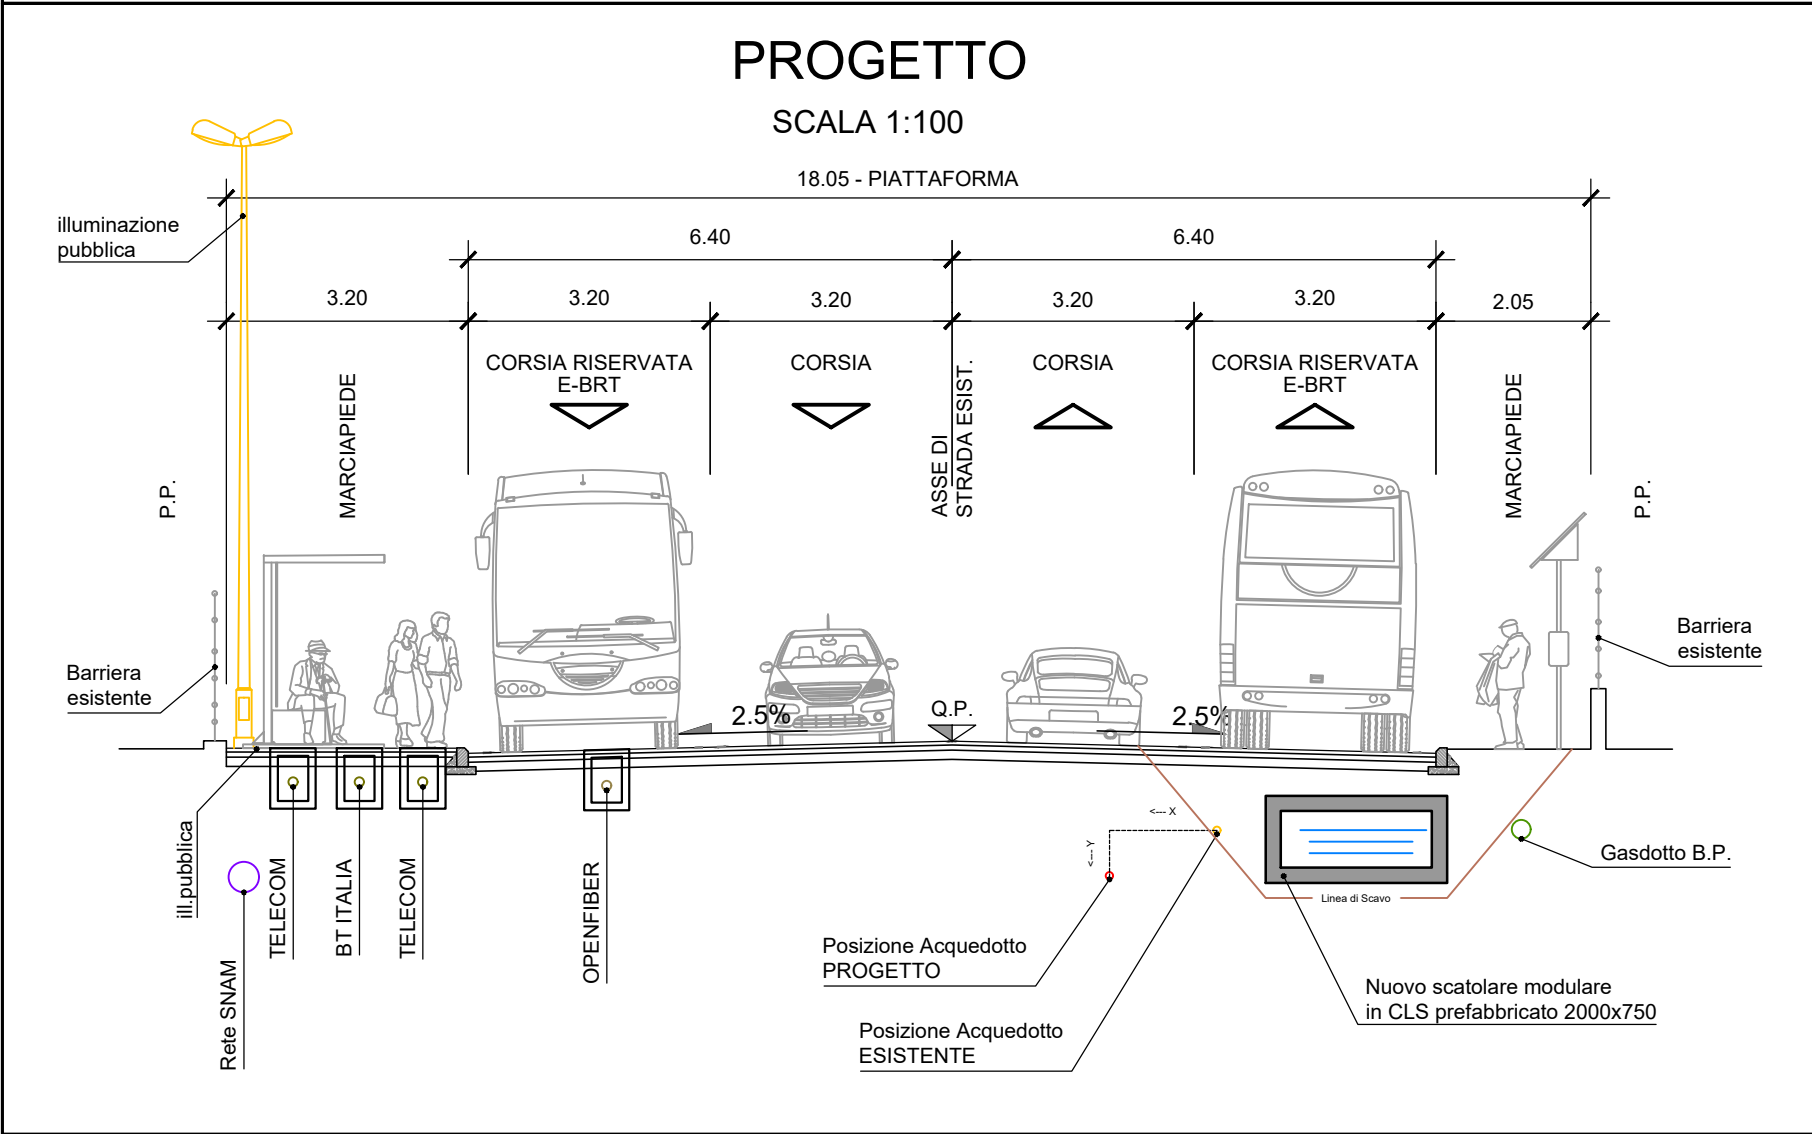 PROGETTO
SCALA 1:100
18.05 - PIATTAFORMA
illuminazione
pubblica
6.40
6.40
3.20
3.20
3.20
3.20
3.20
2.05
CORSIA RISERVATA
E-BRT
CORSIA
CORSIA
CORSIA RISERVATA
E-BRT
P.P.
MARCIAPIEDE
ASSE DI
STRADA ESIST.
MARCIAPIEDE
P.P.
Barriera
esistente
Barriera
esistente
2.5%
Q.P.
2.5%
<--- X
<--- Y
ill.pubblica
Rete SNAM
TELECOM
BT ITALIA
TELECOM
OPENFIBER
Gasdotto B.P.
Linea di Scavo
Posizione Acquedotto
PROGETTO
Posizione Acquedotto
ESISTENTE
Nuovo scatolare modulare
in CLS prefabbricato 2000x750